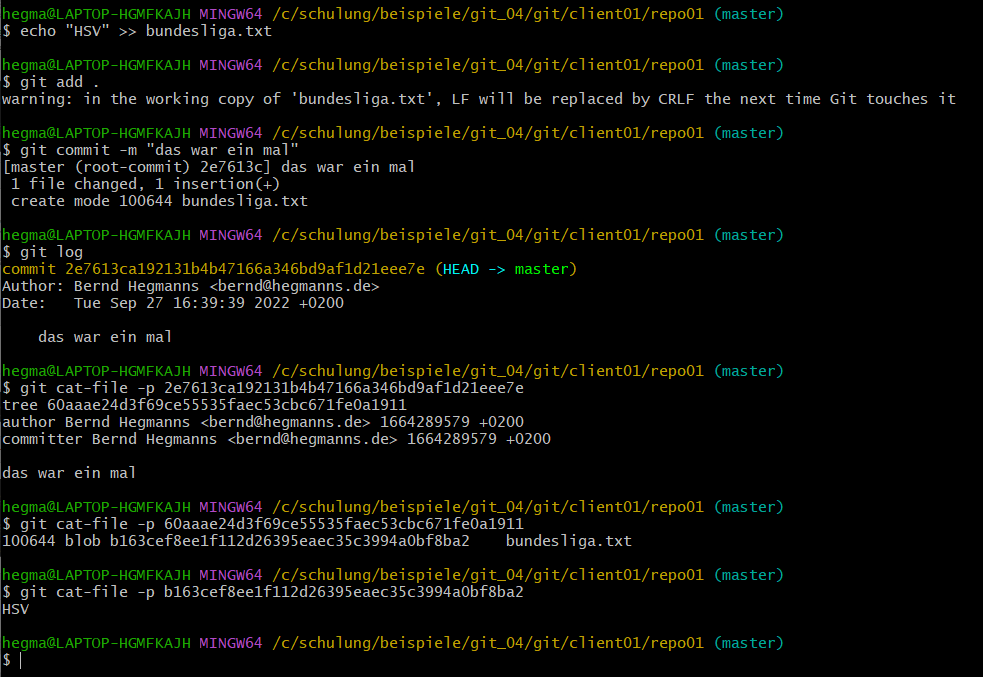 hegma@LAPTOP-HGMFKAJH MINGW64 /c/schulung/beispiele/git_04/git/client01/repo01 (master)
$ echo "HSV" >> bundesliga.txt
hegma@LAPTOP-HGMFKAJH MINGW64 /c/schulung/beispiele/git_04/git/client01/repo01 (master)
$ git add .
warning: in the working copy of 'bundesliga.txt', LF will be replaced by CRLF the next time Git touches it
hegma@LAPTOP-HGMFKAJH MINGW64 /c/schulung/beispiele/git_04/git/client01/repo01 (master)
$ git commit -m "das war ein mal"
[master (root-commit) 2e7613c] das war ein mal
 1 file changed, 1 insertion(+)
 create mode 100644 bundesliga.txt
hegma@LAPTOP-HGMFKAJH MINGW64 /c/schulung/beispiele/git_04/git/client01/repo01 (master)
$ git log
commit 2e7613ca192131b4b47166a346bd9af1d21eee7e (HEAD -> master)
Author: Bernd Hegmanns <bernd@hegmanns.de>
Date:   Tue Sep 27 16:39:39 2022 +0200
    das war ein mal
hegma@LAPTOP-HGMFKAJH MINGW64 /c/schulung/beispiele/git_04/git/client01/repo01 (master)
$ git cat-file -p 2e7613ca192131b4b47166a346bd9af1d21eee7e
tree 60aaae24d3f69ce55535faec53cbc671fe0a1911
author Bernd Hegmanns <bernd@hegmanns.de> 1664289579 +0200
committer Bernd Hegmanns <bernd@hegmanns.de> 1664289579 +0200
das war ein mal
hegma@LAPTOP-HGMFKAJH MINGW64 /c/schulung/beispiele/git_04/git/client01/repo01 (master)
$ git cat-file -p 60aaae24d3f69ce55535faec53cbc671fe0a1911
100644 blob b163cef8ee1f112d26395eaec35c3994a0bf8ba2    bundesliga.txt
hegma@LAPTOP-HGMFKAJH MINGW64 /c/schulung/beispiele/git_04/git/client01/repo01 (master)
$ git cat-file -p b163cef8ee1f112d26395eaec35c3994a0bf8ba2
HSV
hegma@LAPTOP-HGMFKAJH MINGW64 /c/schulung/beispiele/git_04/git/client01/repo01 (master)
$